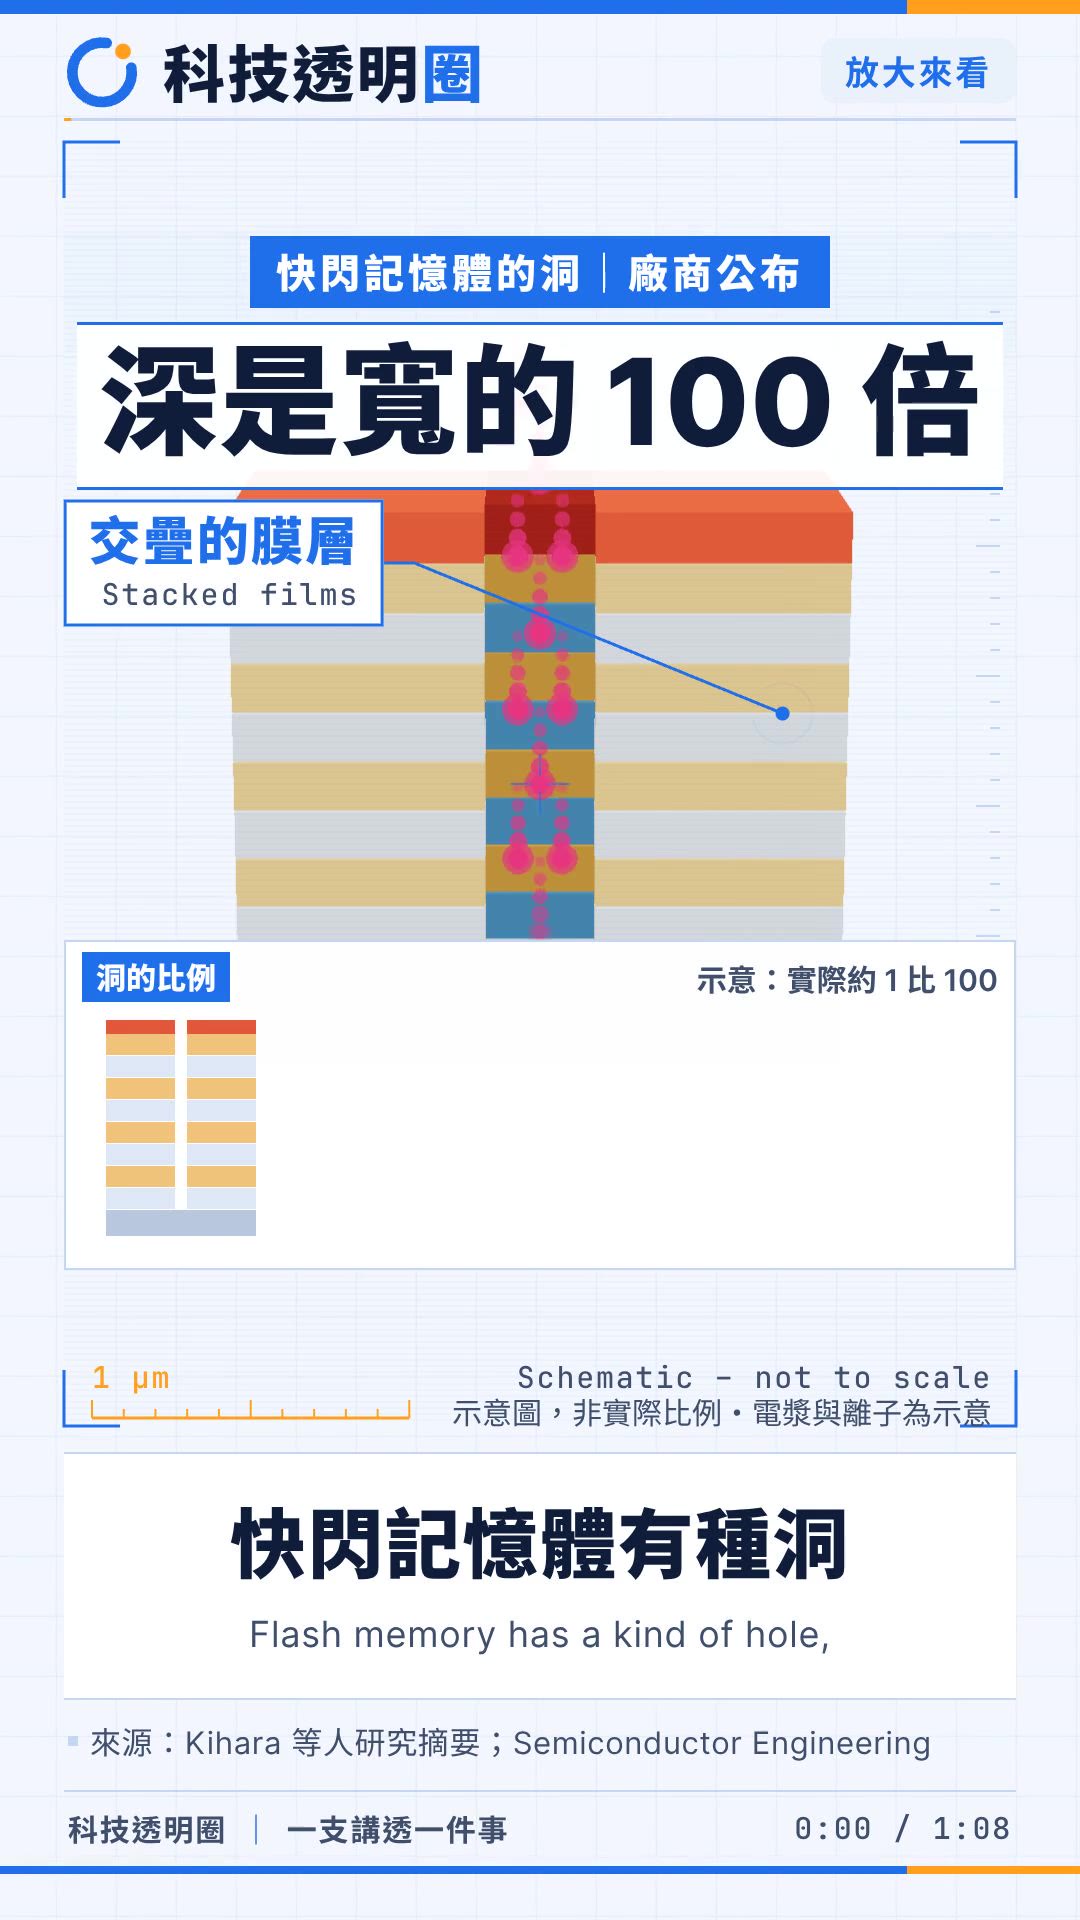 科技透明圈
放大來看
快閃記憶體的洞｜廠商公布
深是寬的 100 倍
交疊的膜層
Stacked films
洞的比例
示意：實際約 1 比 100
1 µm
Schematic – not to scale
示意圖，非實際比例・電漿與離子為示意
快閃記憶體有種洞
Flash memory has a kind of hole,
來源：Kihara 等人研究摘要；Semiconductor Engineering
科技透明圈｜一支講透一件事
0:00 / 1:08